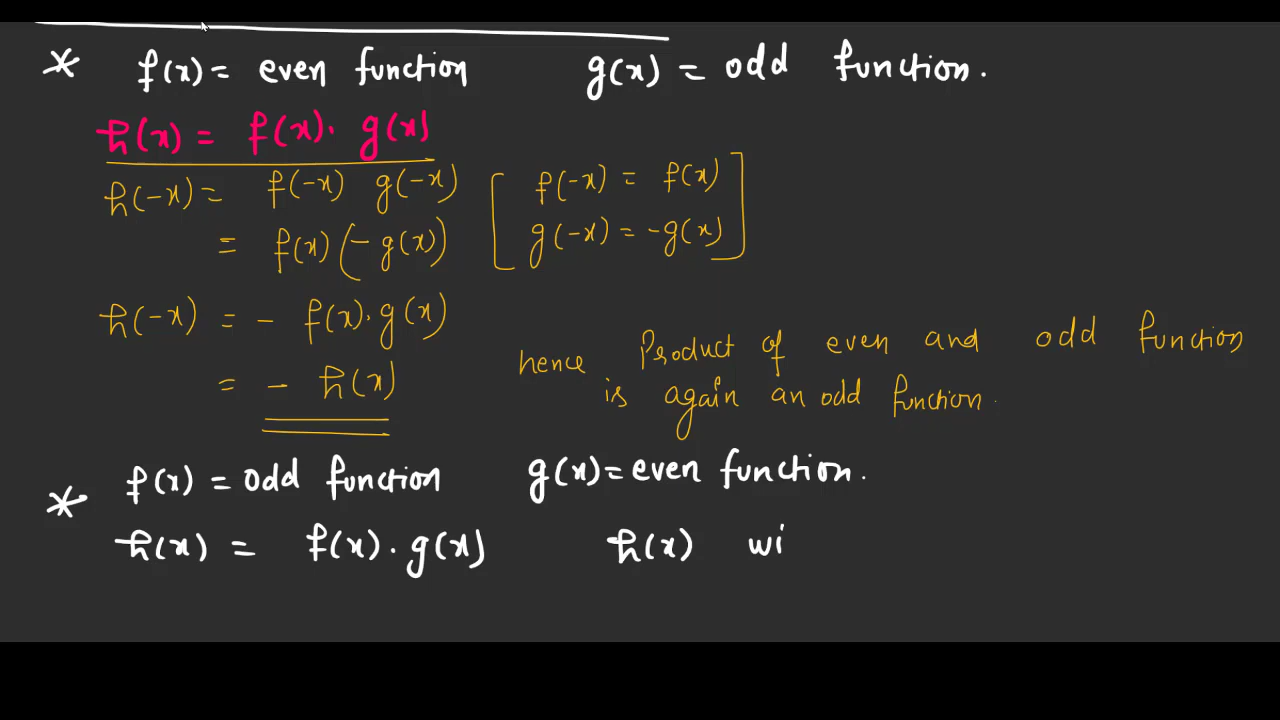 * f(x) = even function g(x) = odd function.
h(x) = f(x). g(x)
h(-x) = f(-x) g(-x) [ f(-x) = f(x)
= f(x) (- g(x)) g(-x) = -g(x) ]
h(-x) = - f(x). g(x)
= - h(x)
hence Product of even and odd function
is again an odd function.
* f(x) = odd function g(x) = even function.
h(x) = f(x). g(x) h(x) wi